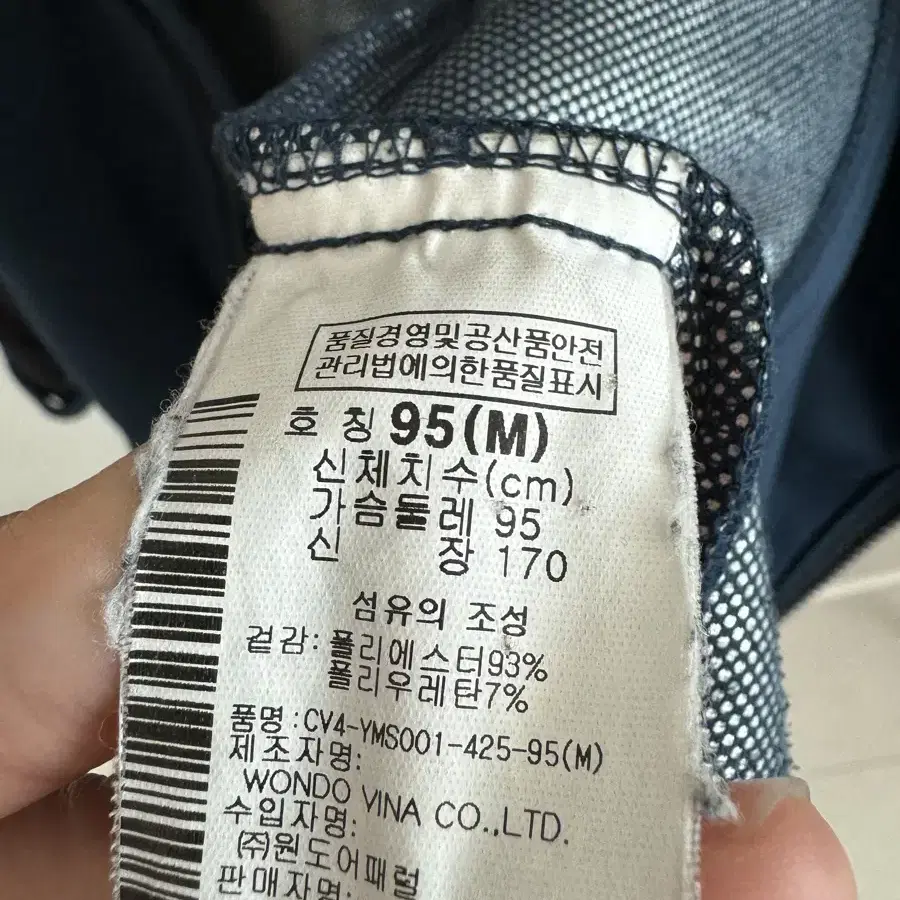 품질경영및공산품안전
관리법에의한품질표시
호 칭 95(M)
신체치수(cm)
가슴둘레 95
신 장 170
섬유의 조성
겉감: 폴리에스터93%
폴리우레탄7%
품명:CV4-YMS001-425-95(M)
제조자명:
WONDO VINA CO.,LTD.
수입자명:
(주)원도어패럴
판매자명: